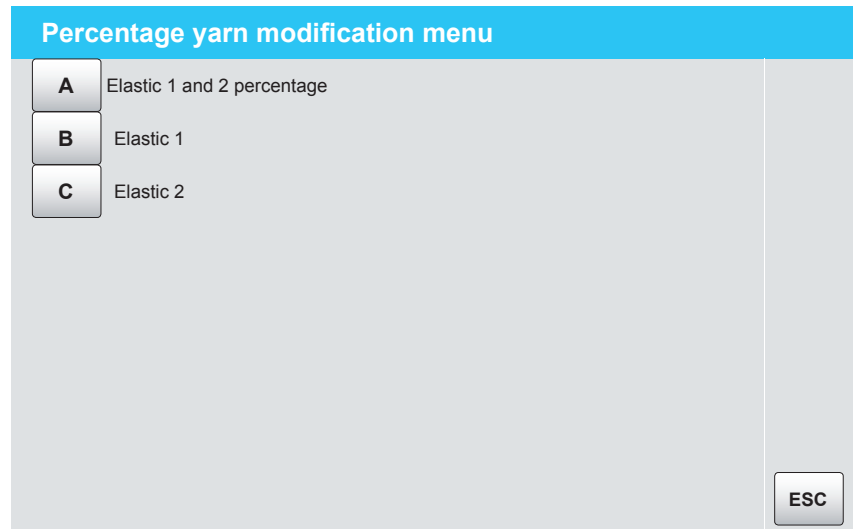 Percentage yarn modification menu
A Elastic 1 and 2 percentage
B Elastic 1
C Elastic 2
ESC